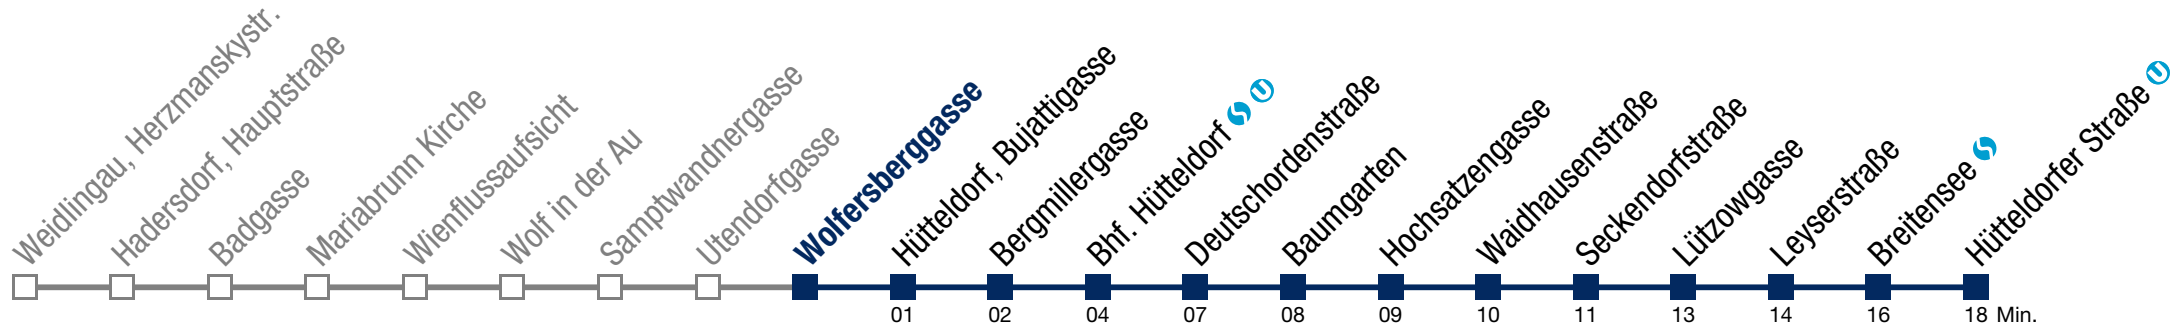 Weidlingau, Herzmanskystr.
Hadersdorf, Hauptstraße
Badgasse
Mariabrunn Kirche
Wienflussaufsicht
Wolf in der Au
Samptwandnergasse
Utendorfgasse
Wolfersberggasse
Hütteldorf, Bujattigasse
Bergmillergasse
Bhf. Hütteldorf S U
Deutschordenstraße
Baumgarten
Hochsatzengasse
Waidhausenstraße
Seckendorfstraße
Lützowgasse
Leyserstraße
Breitensee S
Hütteldorfer Straße U
01 02 04 07 08 09 10 11 13 14 16 18 Min.